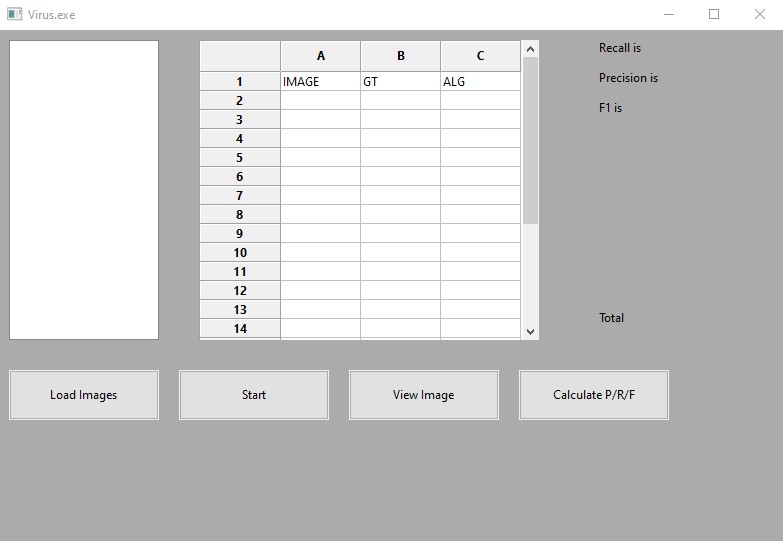 Virus.exe
A B C
1 IMAGE GT ALG
2
3
4
5
6
7
8
9
10
11
12
13
14
Recall is
Precision is
F1 is
Total
Load Images
Start
View Image
Calculate P/R/F